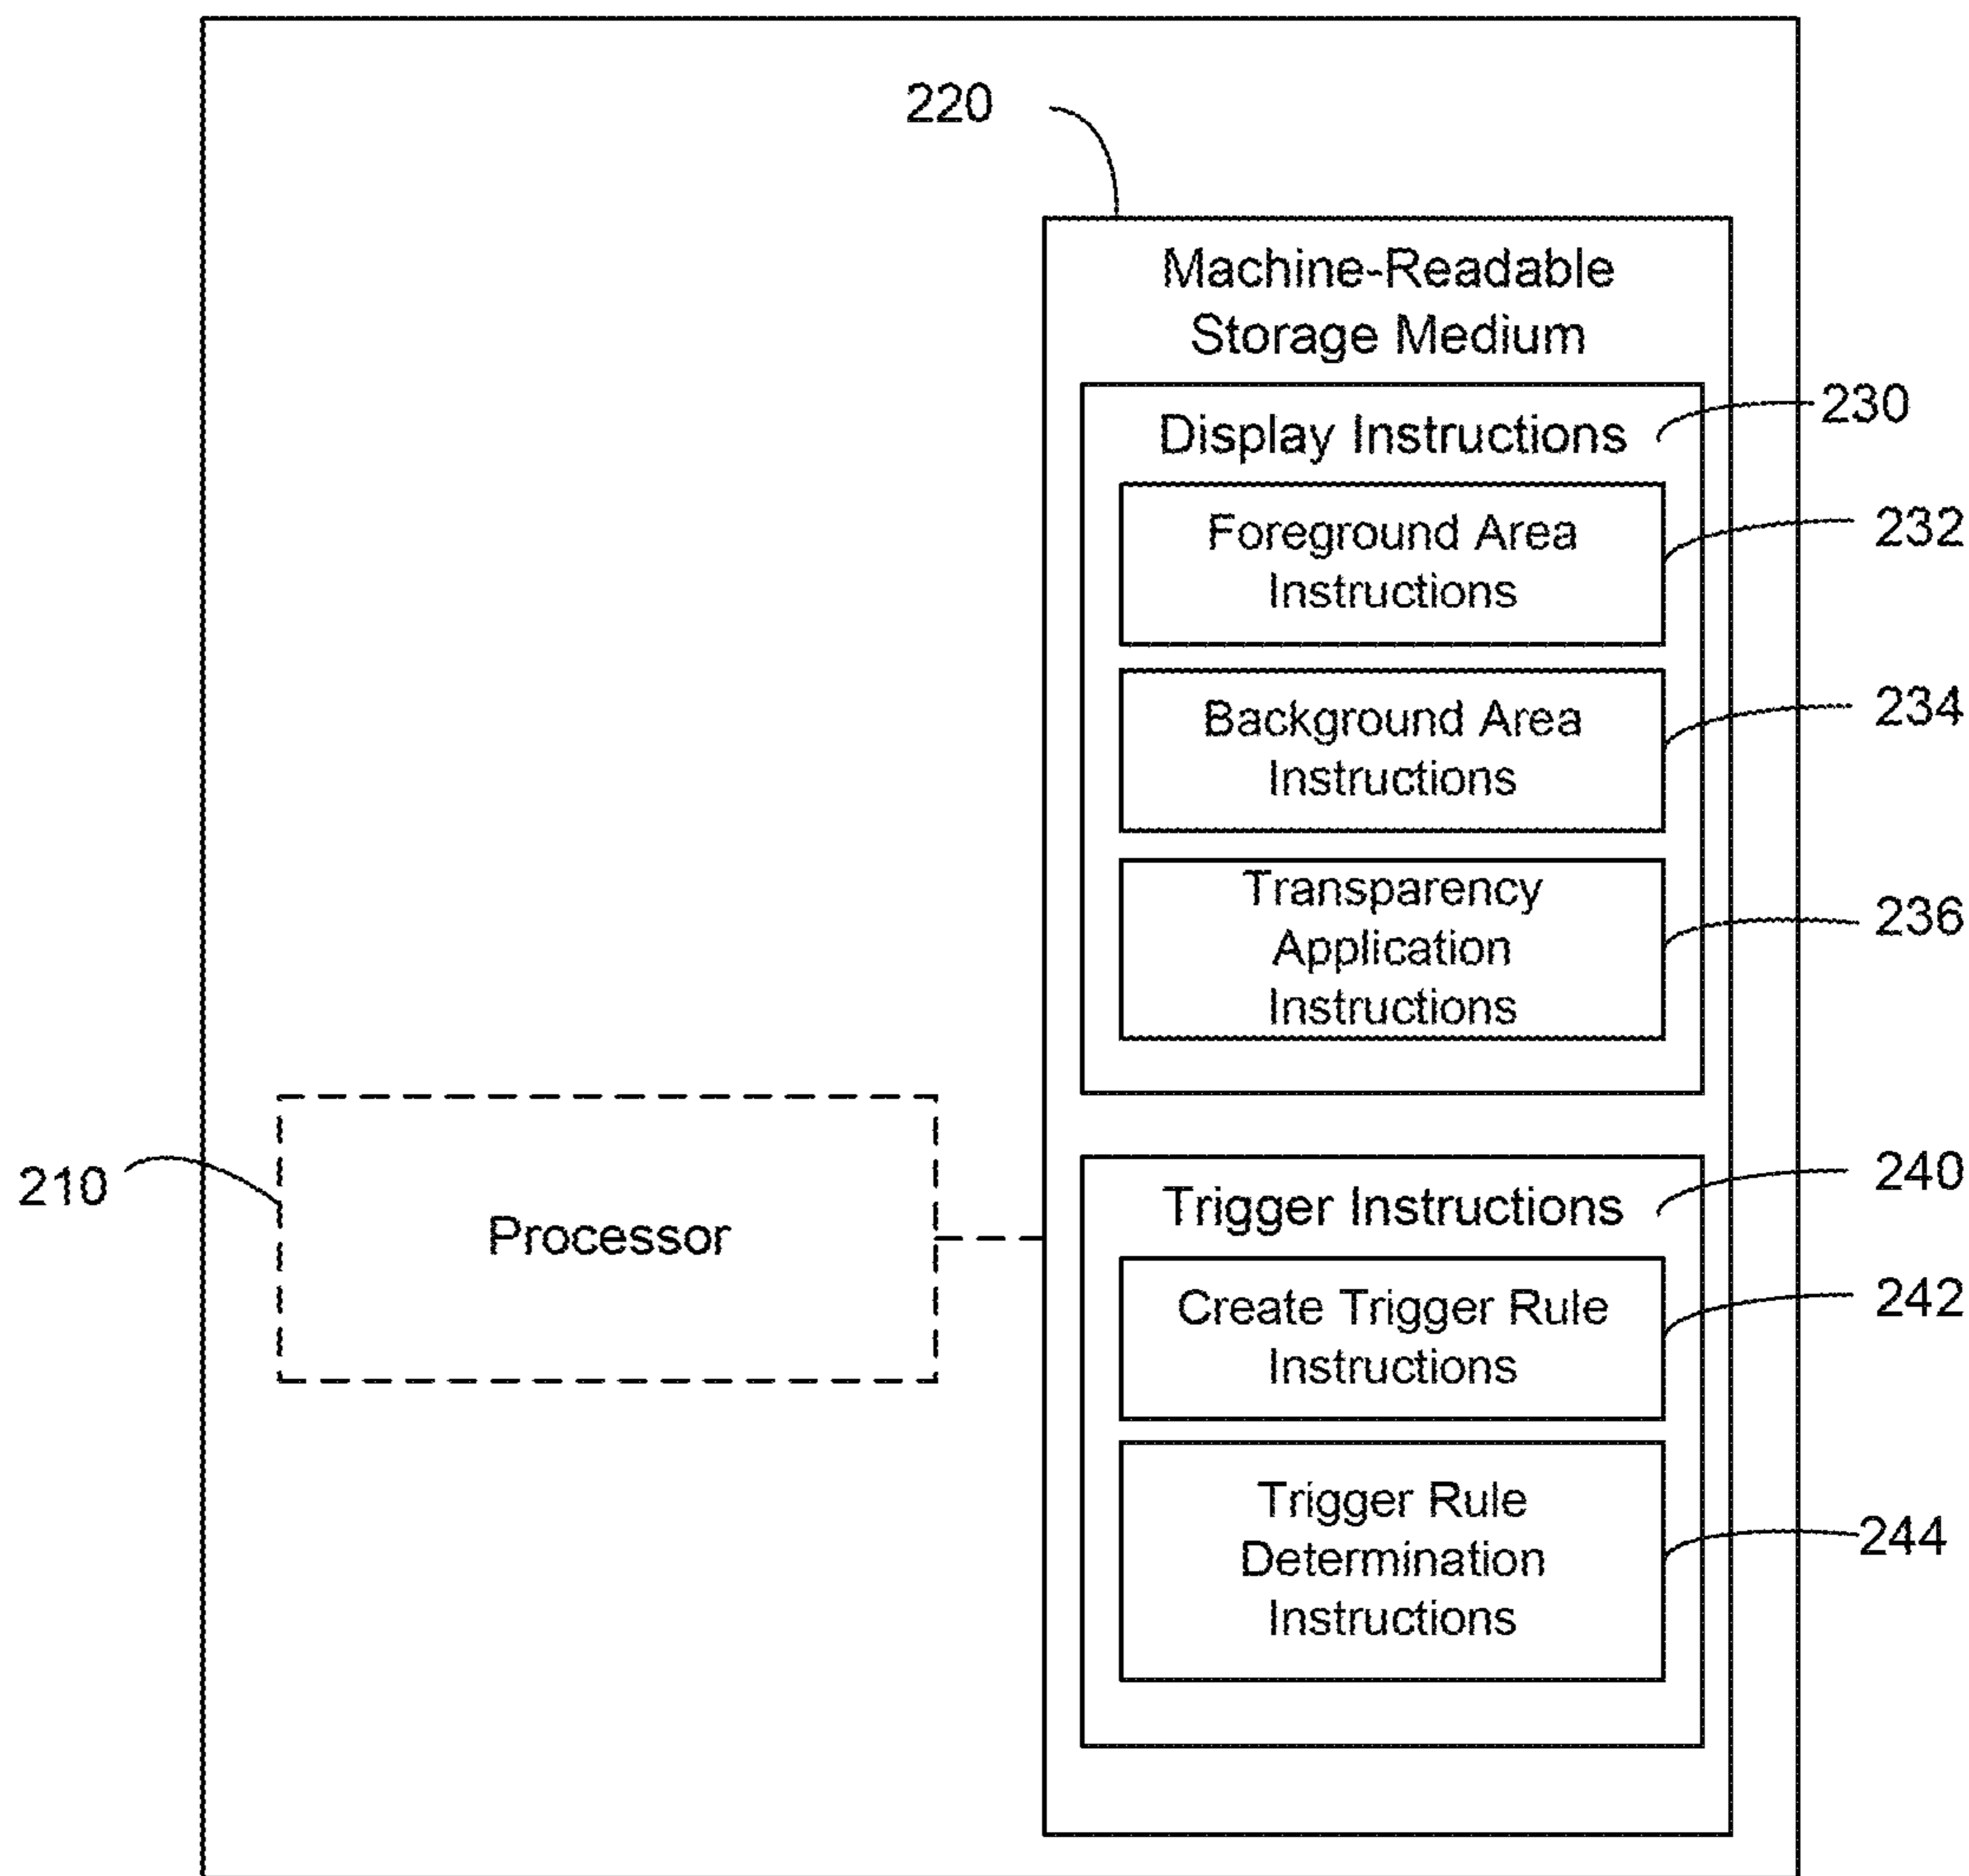 220
Machine-Readable
Storage Medium
Display Instructions
230
Foreground Area
Instructions
232
Background Area
Instructions
234
Transparency
Application
Instructions
236
210
Processor
Trigger Instructions
240
Create Trigger Rule
Instructions
242
Trigger Rule
Determination
Instructions
244